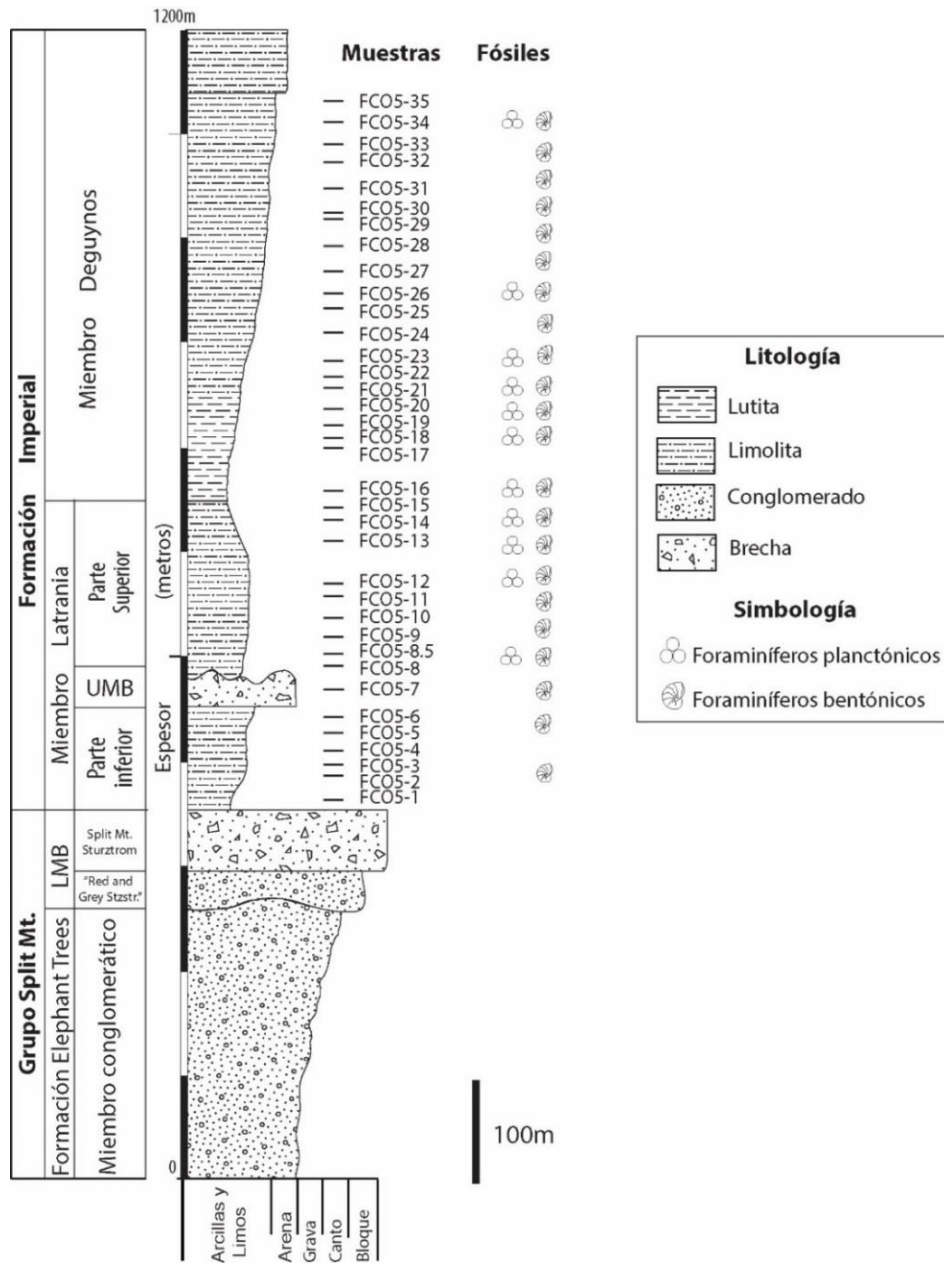 1200m
Muestras
Fósiles
FCO5-35
FCO5-34
FCO5-33
FCO5-32
FCO5-31
FCO5-30
FCO5-29
FCO5-28
FCO5-27
FCO5-26
FCO5-25
FCO5-24
FCO5-23
FCO5-22
FCO5-21
FCO5-20
FCO5-19
FCO5-18
FCO5-17
FCO5-16
FCO5-15
FCO5-14
FCO5-13
FCO5-12
FCO5-11
FCO5-10
FCO5-9
FCO5-8.5
FCO5-8
FCO5-7
FCO5-6
FCO5-5
FCO5-4
FCO5-3
FCO5-2
FCO5-1
Formación Imperial
Miembro Deguynos
Miembro Latrania
Parte
Superior
UMB
Parte
inferior
Espesor (metros)
Grupo Split Mt.
Formación Elephant Trees
LMB
Split Mt.
Sturztrom
"Red and
Grey Stzstr."
Miembro conglomerático
0
Arcillas y
Limos
Arena
Grava
Canto
Bloque
100m
Litología
Lutita
Limolita
Conglomerado
Brecha
Simbología
Foraminíferos planctónicos
Foraminíferos bentónicos